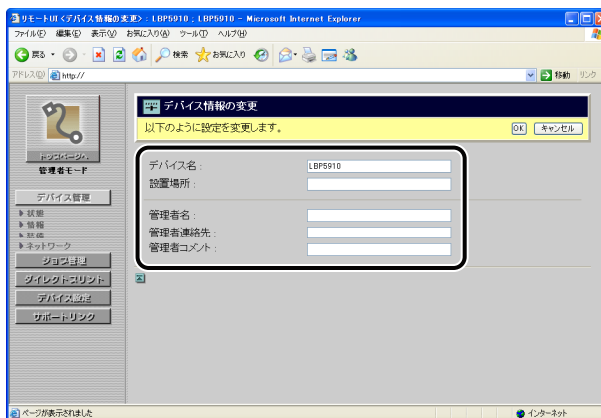 リモートUI <デバイス情報の変更> : LBP5910 ; LBP5910 - Microsoft Internet Explorer
ファイル(F) 編集(E) 表示(V) お気に入り(A) ツール(T) ヘルプ(H)
戻る 検索 お気に入り
アドレス(D) http:// 移動 リンク
デバイス情報の変更
以下のように設定を変更します。 OK キャンセル
トップページへ
管理者モード
デバイス管理
状態
情報
ネットワーク
ジョブ管理
ダイレクトプリント
デバイス設定
サポートリンク
デバイス名 : LBP5910
設置場所 :
管理者名 :
管理者連絡先 :
管理者コメント :
ページが表示されました インターネット